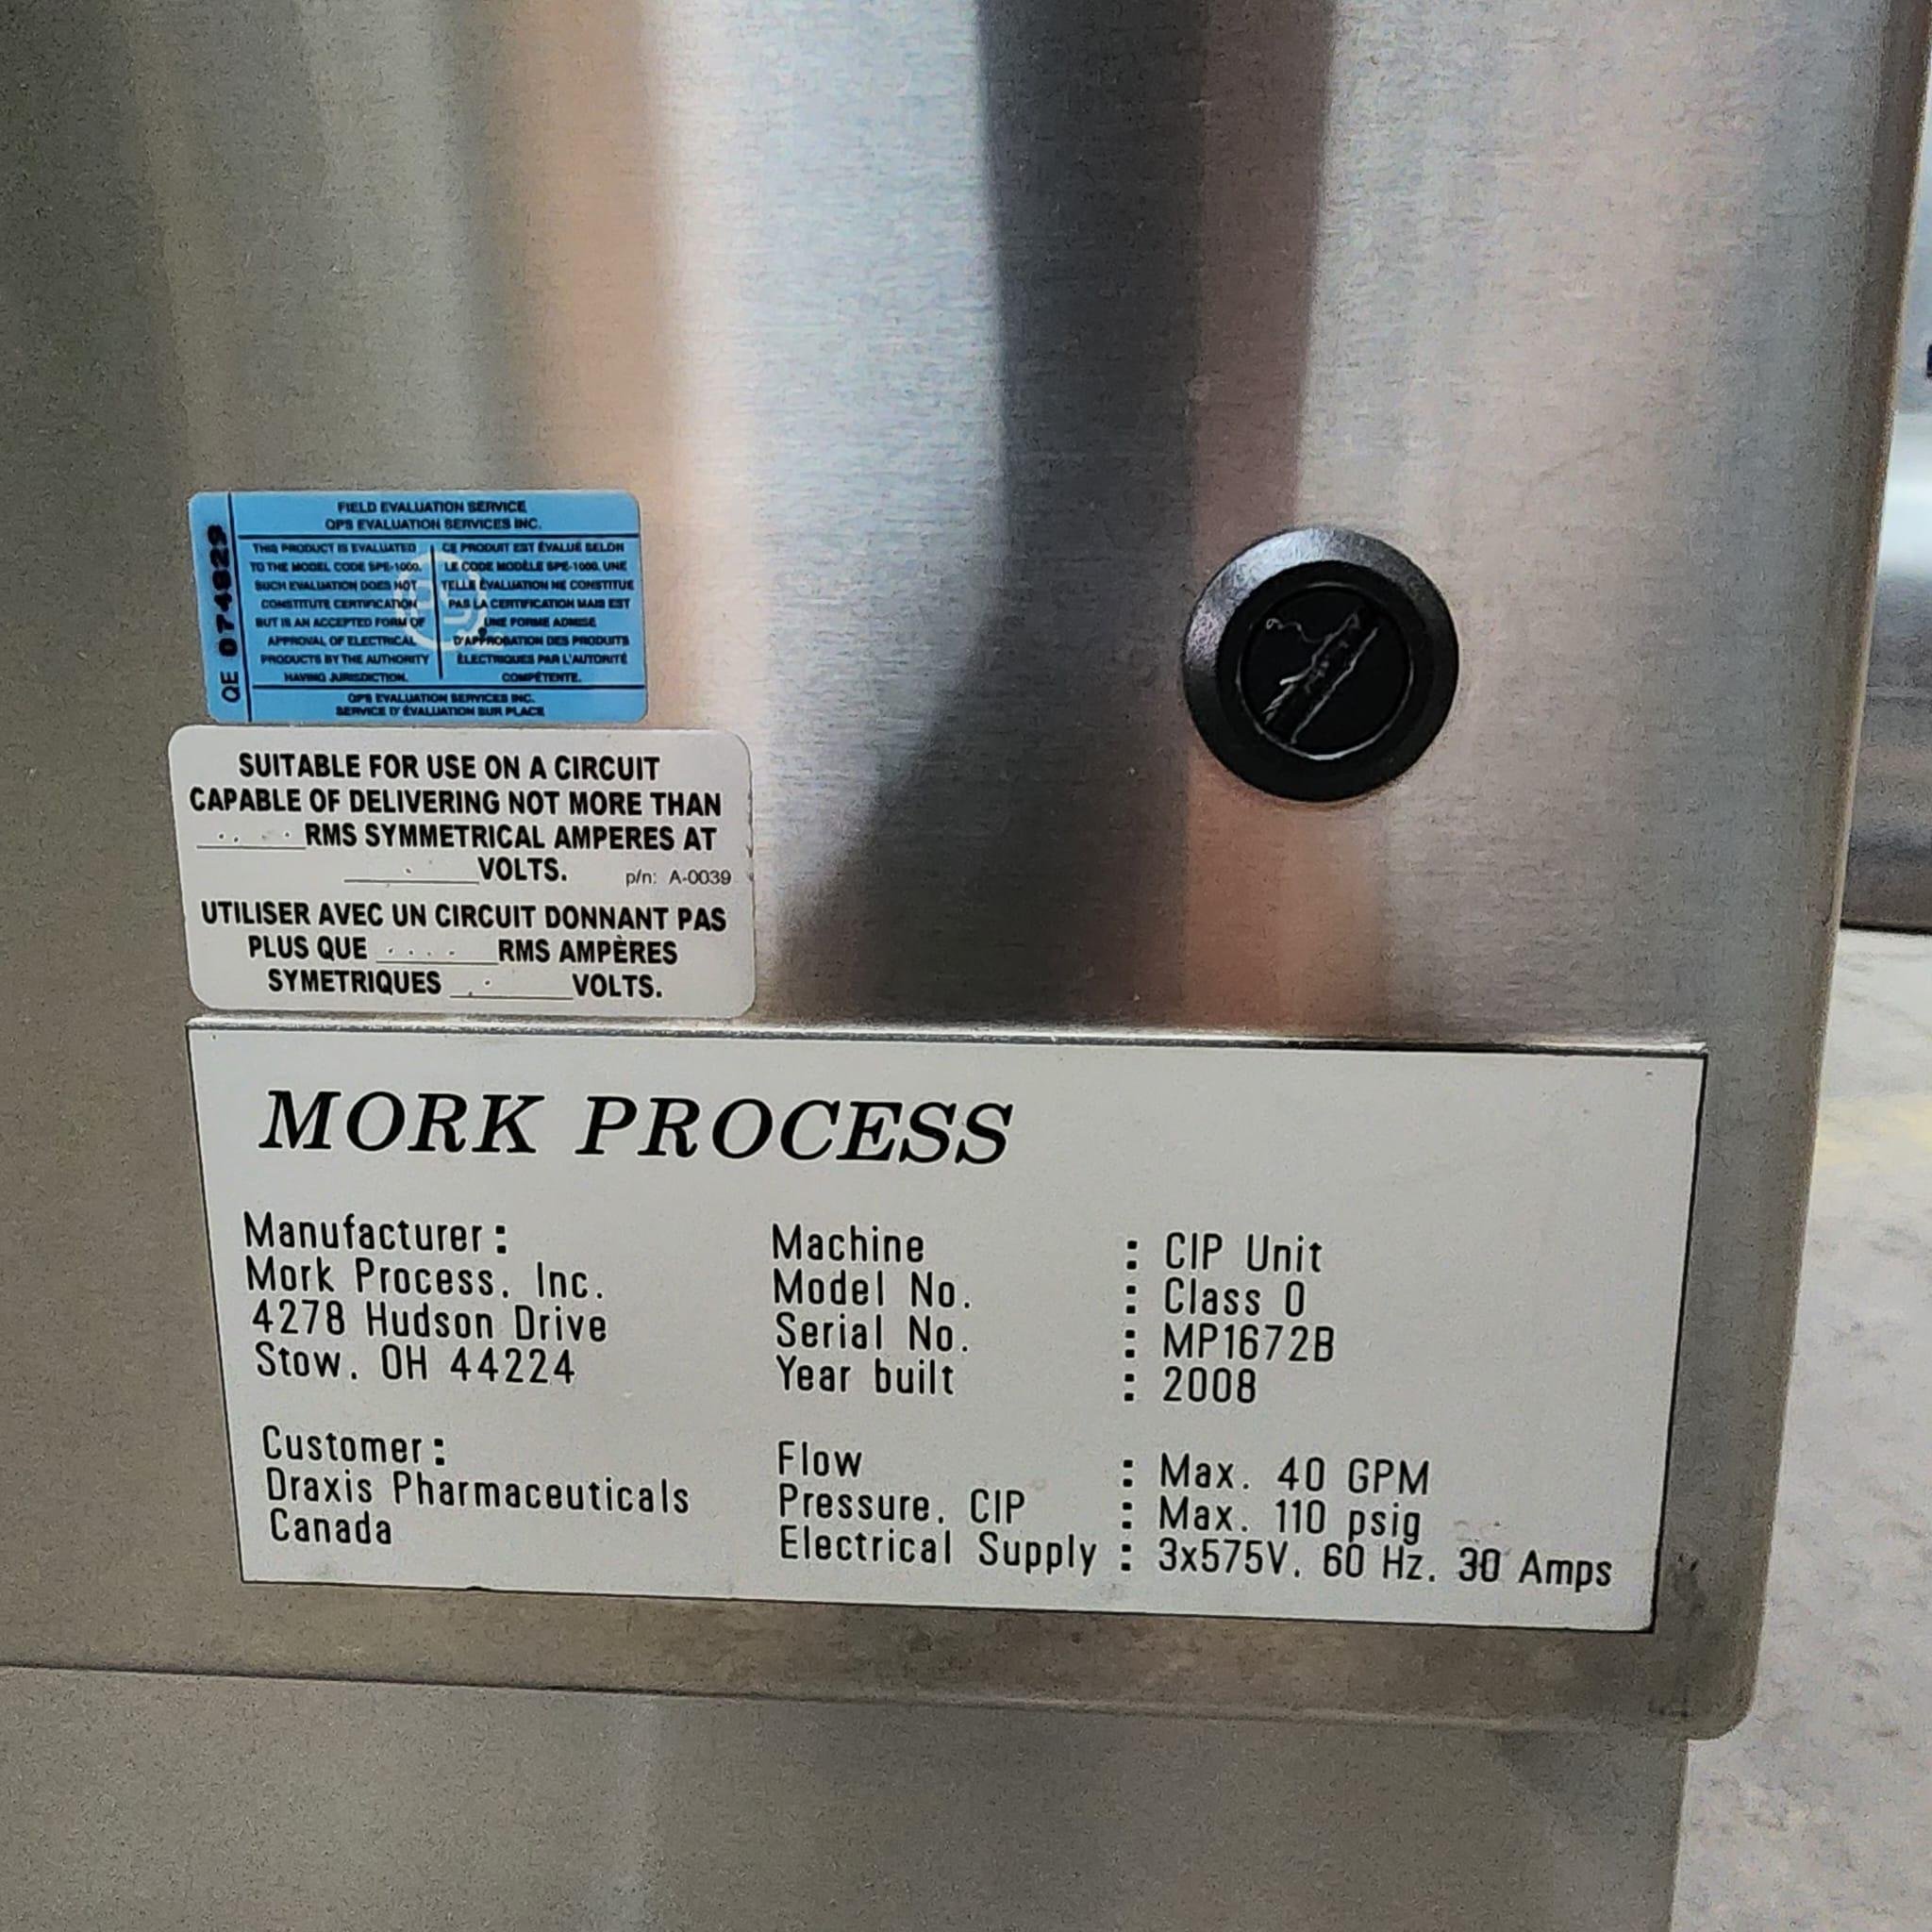 FIELD EVALUATION SERVICE
QPS EVALUATION SERVICES INC.
QE 074829
THIS PRODUCT IS EVALUATED
TO THE MODEL CODE SPE-1000.
SUCH EVALUATION DOES NOT
CONSTITUTE CERTIFICATION
BUT IS AN ACCEPTED FORM OF
APPROVAL OF ELECTRICAL
PRODUCTS BY THE AUTHORITY
HAVING JURISDICTION.
CE PRODUIT EST ÉVALUÉ SELON
LE CODE MODÈLE SPE-1000. UNE
TELLE ÉVALUATION NE CONSTITUE
PAS LA CERTIFICATION MAIS EST
UNE FORME ADMISE
D'APPROBATION DES PRODUITS
ÉLECTRIQUES PAR L'AUTORITÉ
COMPÉTENTE.
QPS EVALUATION SERVICES INC.
SERVICE D'ÉVALUATION SUR PLACE
SUITABLE FOR USE ON A CIRCUIT
CAPABLE OF DELIVERING NOT MORE THAN
RMS SYMMETRICAL AMPERES AT
VOLTS. p/n: A-0039
UTILISER AVEC UN CIRCUIT DONNANT PAS
PLUS QUE RMS AMPÈRES
SYMETRIQUES VOLTS.
MORK PROCESS
Manufacturer:
Mork Process, Inc.
4278 Hudson Drive
Stow, OH 44224
Customer:
Draxis Pharmaceuticals
Canada
Machine : CIP Unit
Model No. : Class 0
Serial No. : MP1672B
Year built : 2008
Flow : Max. 40 GPM
Pressure, CIP : Max. 110 psig
Electrical Supply : 3x575V, 60 Hz, 30 Amps